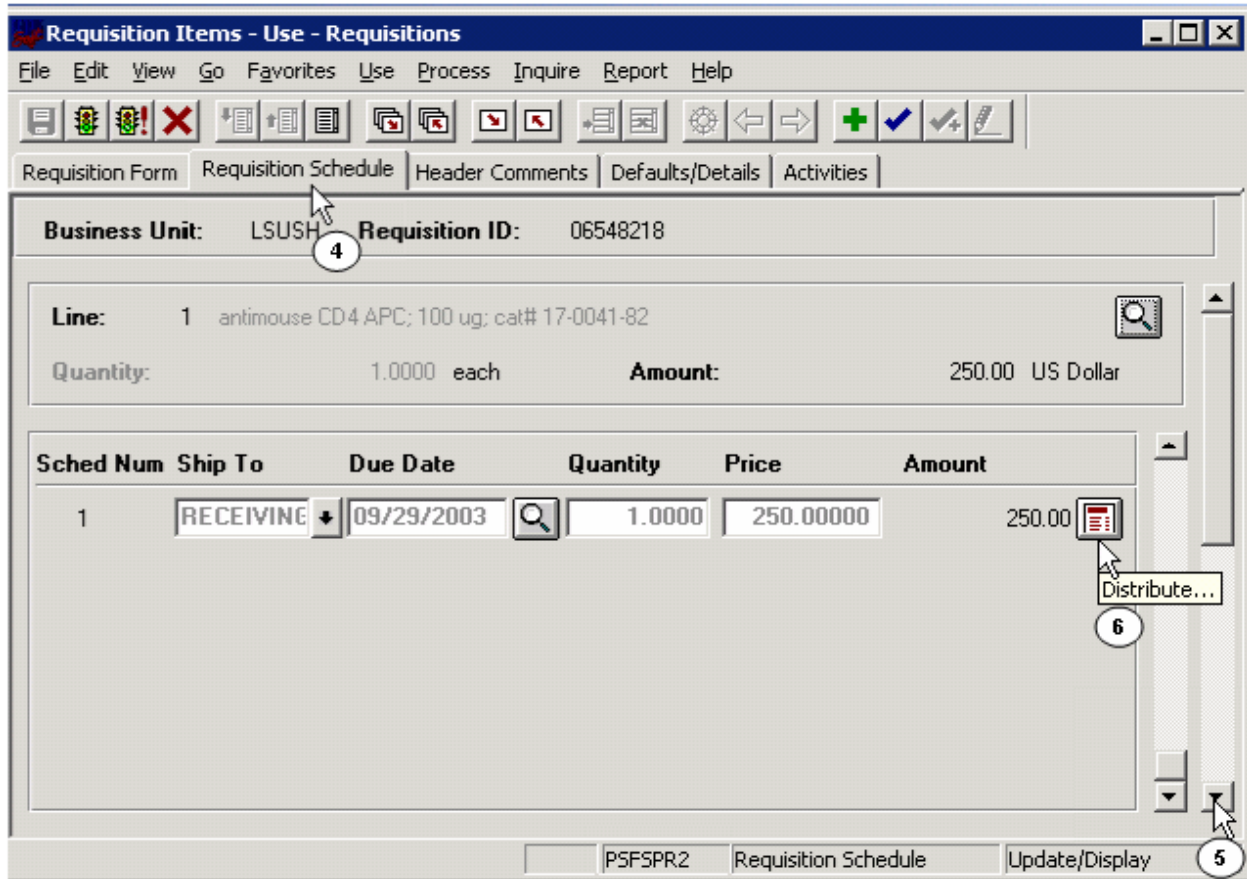 Requisition Items - Use - Requisitions
File Edit View Go Favorites Use Process Inquire Report Help
Requisition Form Requisition Schedule Header Comments Defaults/Details Activities
Business Unit: LSUSH Requisition ID: 06548218
4
Line: 1 antimouse CD4 APC; 100 ug; cat# 17-0041-82
Quantity: 1.0000 each Amount: 250.00 US Dollar
Sched Num Ship To Due Date Quantity Price Amount
1 RECEIVING 09/29/2003 1.0000 250.00000 250.00
Distribute...
6
PSFSPR2 Requisition Schedule Update/Display
5